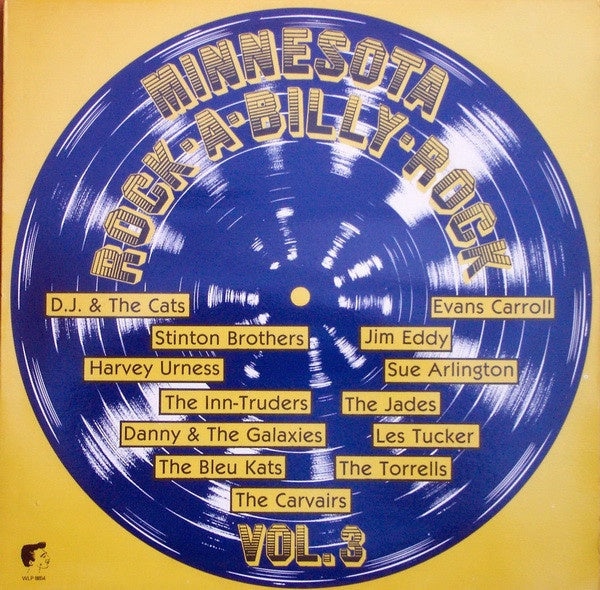 MINNESOTA
ROCK·A·BILLY·ROCK
D.J. & The Cats
Evans Carroll
Stinton Brothers
Jim Eddy
Harvey Urness
Sue Arlington
The Inn-Truders
The Jades
Danny & The Galaxies
Les Tucker
The Bleu Kats
The Torrells
The Carvairs
VOL. 3